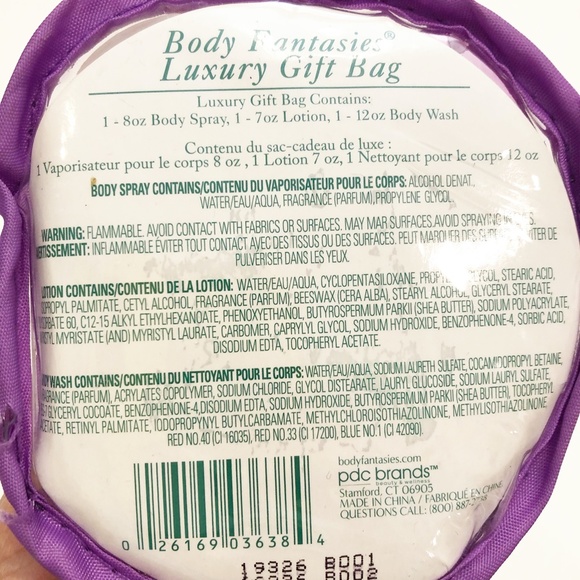 Body Fantasies®
Luxury Gift Bag
Luxury Gift Bag Contains:
1 - 8oz Body Spray, 1 - 7oz Lotion, 1 - 12oz Body Wash
Contenu du sac-cadeau de luxe :
1 Vaporisateur pour le corps 8 oz , 1 Lotion 7 oz, 1 Nettoyant pour le corps 12 oz
BODY SPRAY CONTAINS/CONTENU DU VAPORISATEUR POUR LE CORPS: ALCOHOL DENAT.,
WATER/EAU/AQUA, FRAGRANCE (PARFUM),PROPYLENE GLYCOL
WARNING: FLAMMABLE. AVOID CONTACT WITH FABRICS OR SURFACES. MAY MAR SURFACES.AVOID SPRAYING IN
INFLAMMABLE ÉVITER TOUT CONTACT AVEC DES TISSUS OU DES SURFACES. PEUT MARQUER DES DE
PULVERISER DANS LES YEUX.
LOTION CONTAINS/CONTENU DE LA LOTION: WATER/EAU/AQUA, CYCLOPENTASILOXANE, STEARIC ACID,
PALMITATE, CETYL ALCOHOL, FRAGRANCE (PARFUM); BEESWAX (CERA ALBA), STEARYL ALCOHOL, GLYCERYL STEARATE,
60, C12-15 ALKYL ETHYLHEXANOATE, PHENOXYETHANOL, BUTYROSPERMUM PARKII (SHEA BUTTER), SODIUM POLYACRYLATE,
MYRISTATE (AND) MYRISTYL LAURATE, CARBOMER, CAPRYLYL GLYCOL, SODIUM HYDROXIDE, BENZOPHENONE-4, SORBIC ACID,
DISODIUM EDTA, TOCOPHERYL ACETATE.
WASH CONTAINS/CONTENU DU NETTOYANT POUR LE CORPS: WATER/EAU/AQUA, SODIUM LAURETH SULFATE, COCAMIDOPROPYL BETAINE,
(PARFUM), ACRYLATES COPOLYMER, SODIUM CHLORIDE, GLYCOL DISTEARATE, LAURYL GLUCOSIDE, SODIUM LAURYL SULFATE,
GLYCERYL COCOATE, BENZOPHENONE-4,DISODIUM EDTA, SODIUM HYDROXIDE, BUTYROSPERMUM PARKII (SHEA BUTTER), TOCOPHERYL
RETINYL PALMITATE, IODOPROPYNYL BUTYLCARBAMATE, METHYLCHLOROISOTHIAZOLINONE, METHYLISOTHIAZOLINONE
RED NO.40 (CI 16035), RED NO.33 (CI 17200), BLUE NO.1 (CI 42090).
bodyfantasies.com
pdc brands™
beauty & wellness
Stamford, CT 06905
MADE IN CHINA / FABRIQUÉ EN
QUESTIONS CALL: (800)
0 26169 03638 4
19326 B001
B002